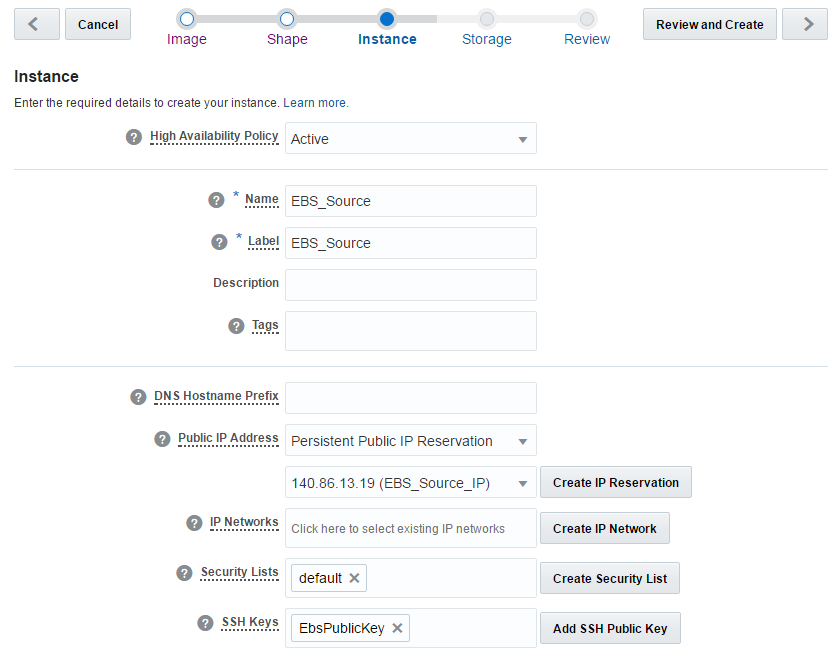 Cancel
Image
Shape
Instance
Storage
Review
Review and Create
Instance
Enter the required details to create your instance. Learn more.
? High Availability Policy Active
? * Name EBS_Source
? * Label EBS_Source
Description
? Tags
? DNS Hostname Prefix
? Public IP Address Persistent Public IP Reservation
140.86.13.19 (EBS_Source_IP) Create IP Reservation
? IP Networks Click here to select existing IP networks Create IP Network
? Security Lists default Create Security List
? SSH Keys EbsPublicKey Add SSH Public Key